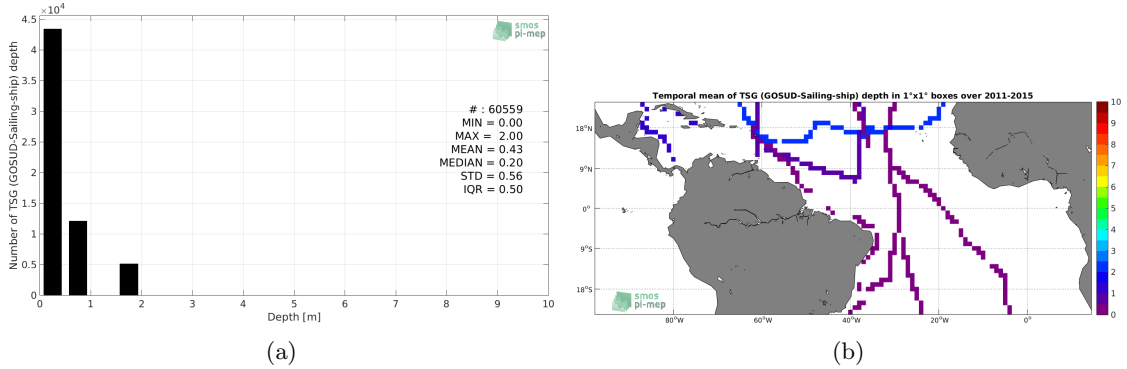 4.5
×10⁴
4
3.5
3
2.5
2
1.5
1
0.5
0
Number of TSG (GOSUD-Sailing-ship) depth
smos
pi-mep
# : 60559
MIN = 0.00
MAX = 2.00
MEAN = 0.43
MEDIAN = 0.20
STD = 0.56
IQR = 0.50
0 1 2 3 4 5 6 7 8 9 10
Depth [m]
(a)
Temporal mean of TSG (GOSUD-Sailing-ship) depth in 1°x1° boxes over 2011-2015
18°N
9°N
0°
9°S
18°S
smos
pi-mep
80°W 60°W 40°W 20°W 0°
10
9
8
7
6
5
4
3
2
1
0
(b)